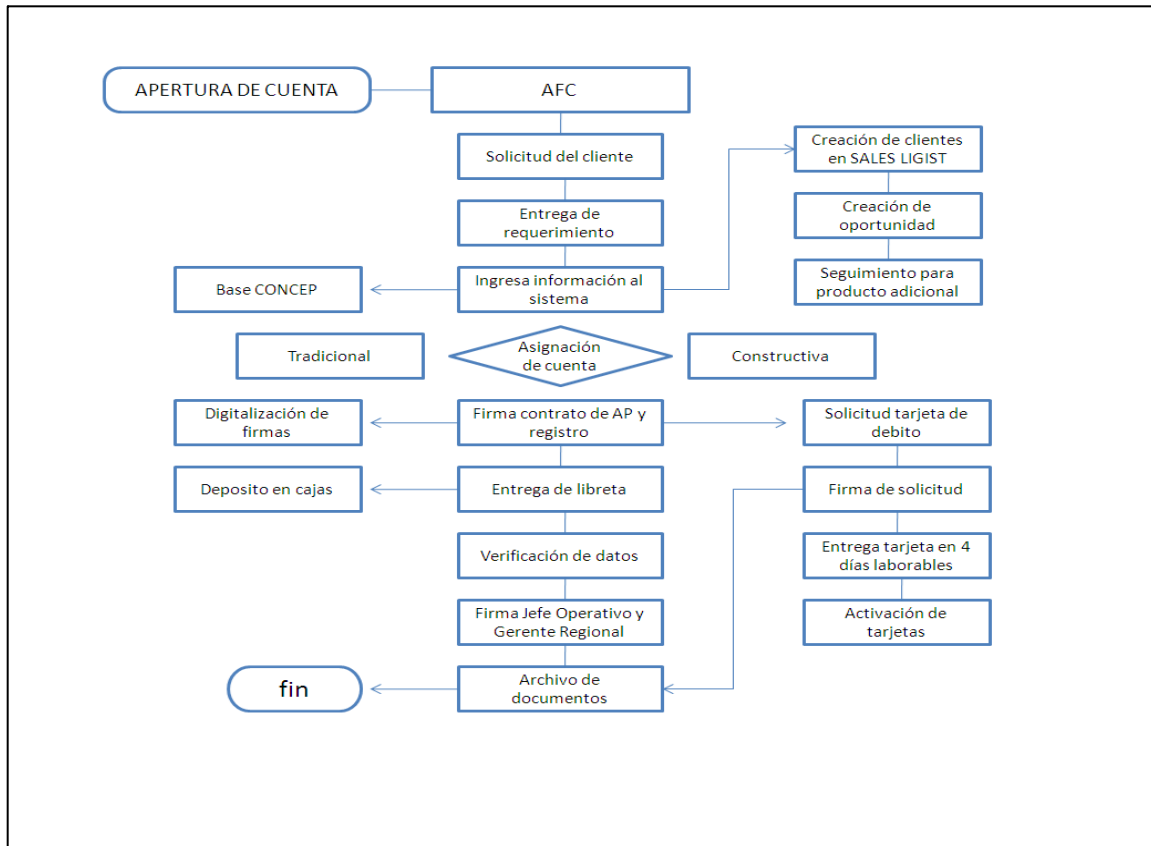 APERTURA DE CUENTA
AFC
Solicitud del cliente
Creación de clientes
en SALES LIGIST
Entrega de
requerimiento
Creación de
oportunidad
Base CONCEP
Ingresa información al
sistema
Seguimiento para
producto adicional
Tradicional
Asignación
de cuenta
Constructiva
Digitalización de
firmas
Firma contrato de AP y
registro
Solicitud tarjeta de
debito
Deposito en cajas
Entrega de libreta
Firma de solicitud
Verificación de datos
Entrega tarjeta en 4
días laborables
Firma Jefe Operativo y
Gerente Regional
Activación de
tarjetas
fin
Archivo de
documentos